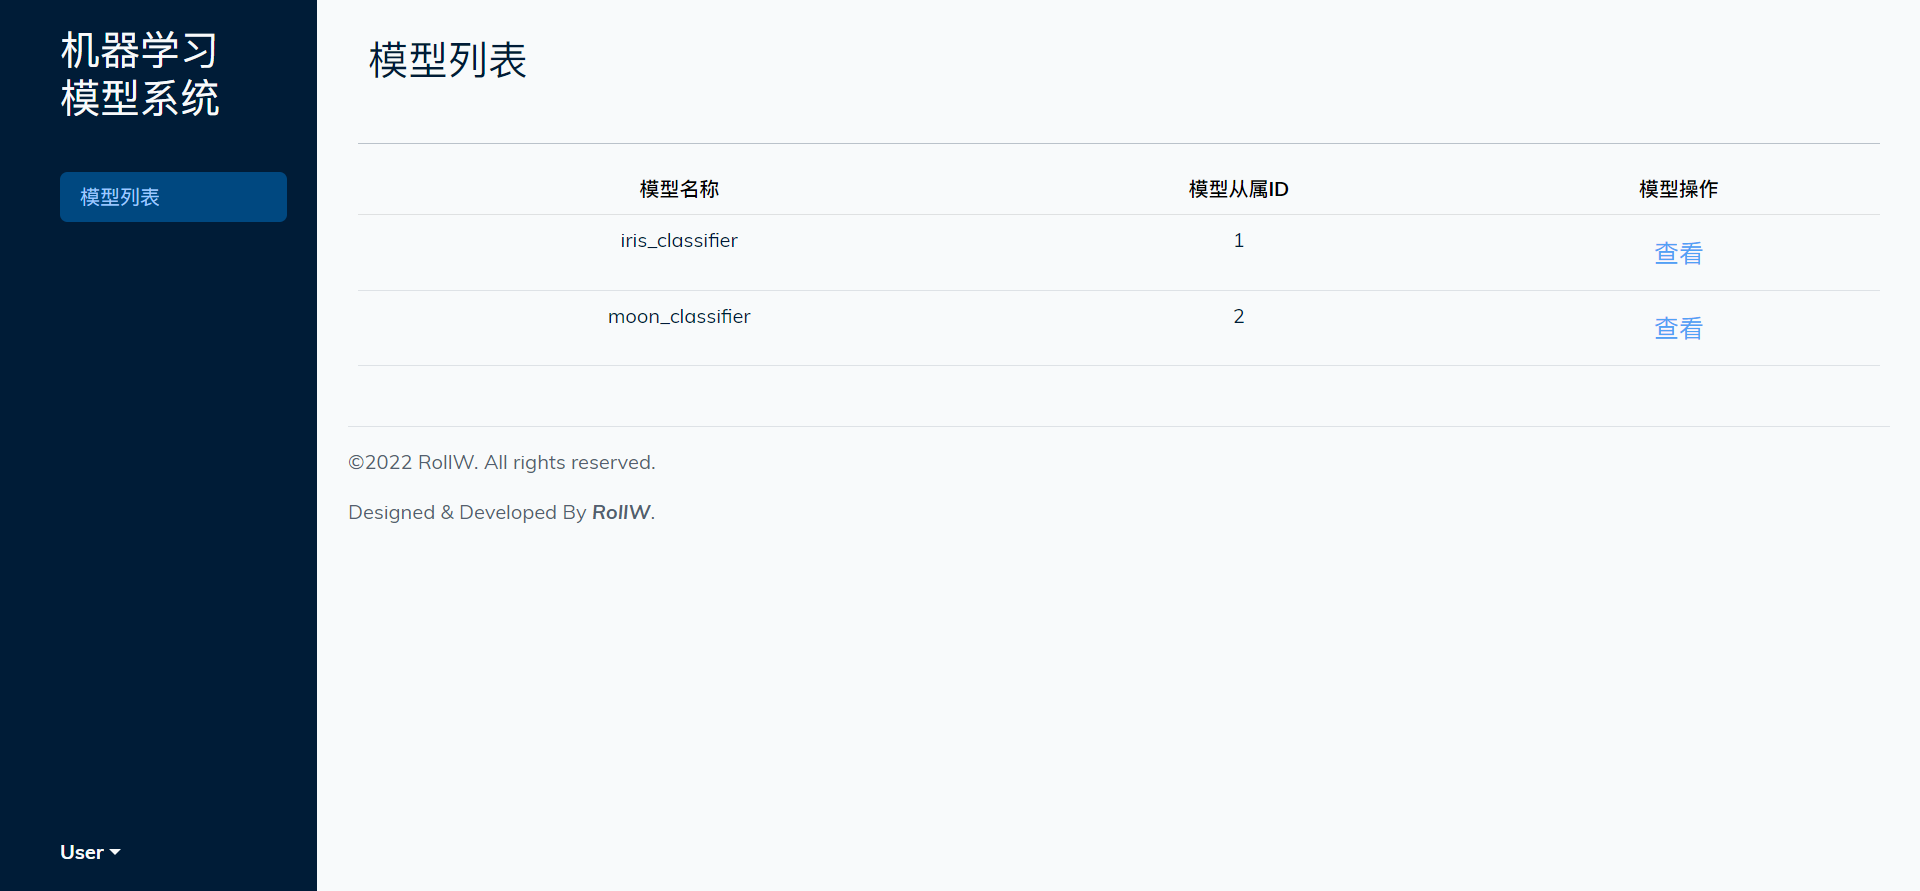 机器学习
模型系统
模型列表
User
模型列表
模型名称 模型从属ID 模型操作
iris_classifier 1 查看
moon_classifier 2 查看
©2022 RollW. All rights reserved.
Designed & Developed By RollW.